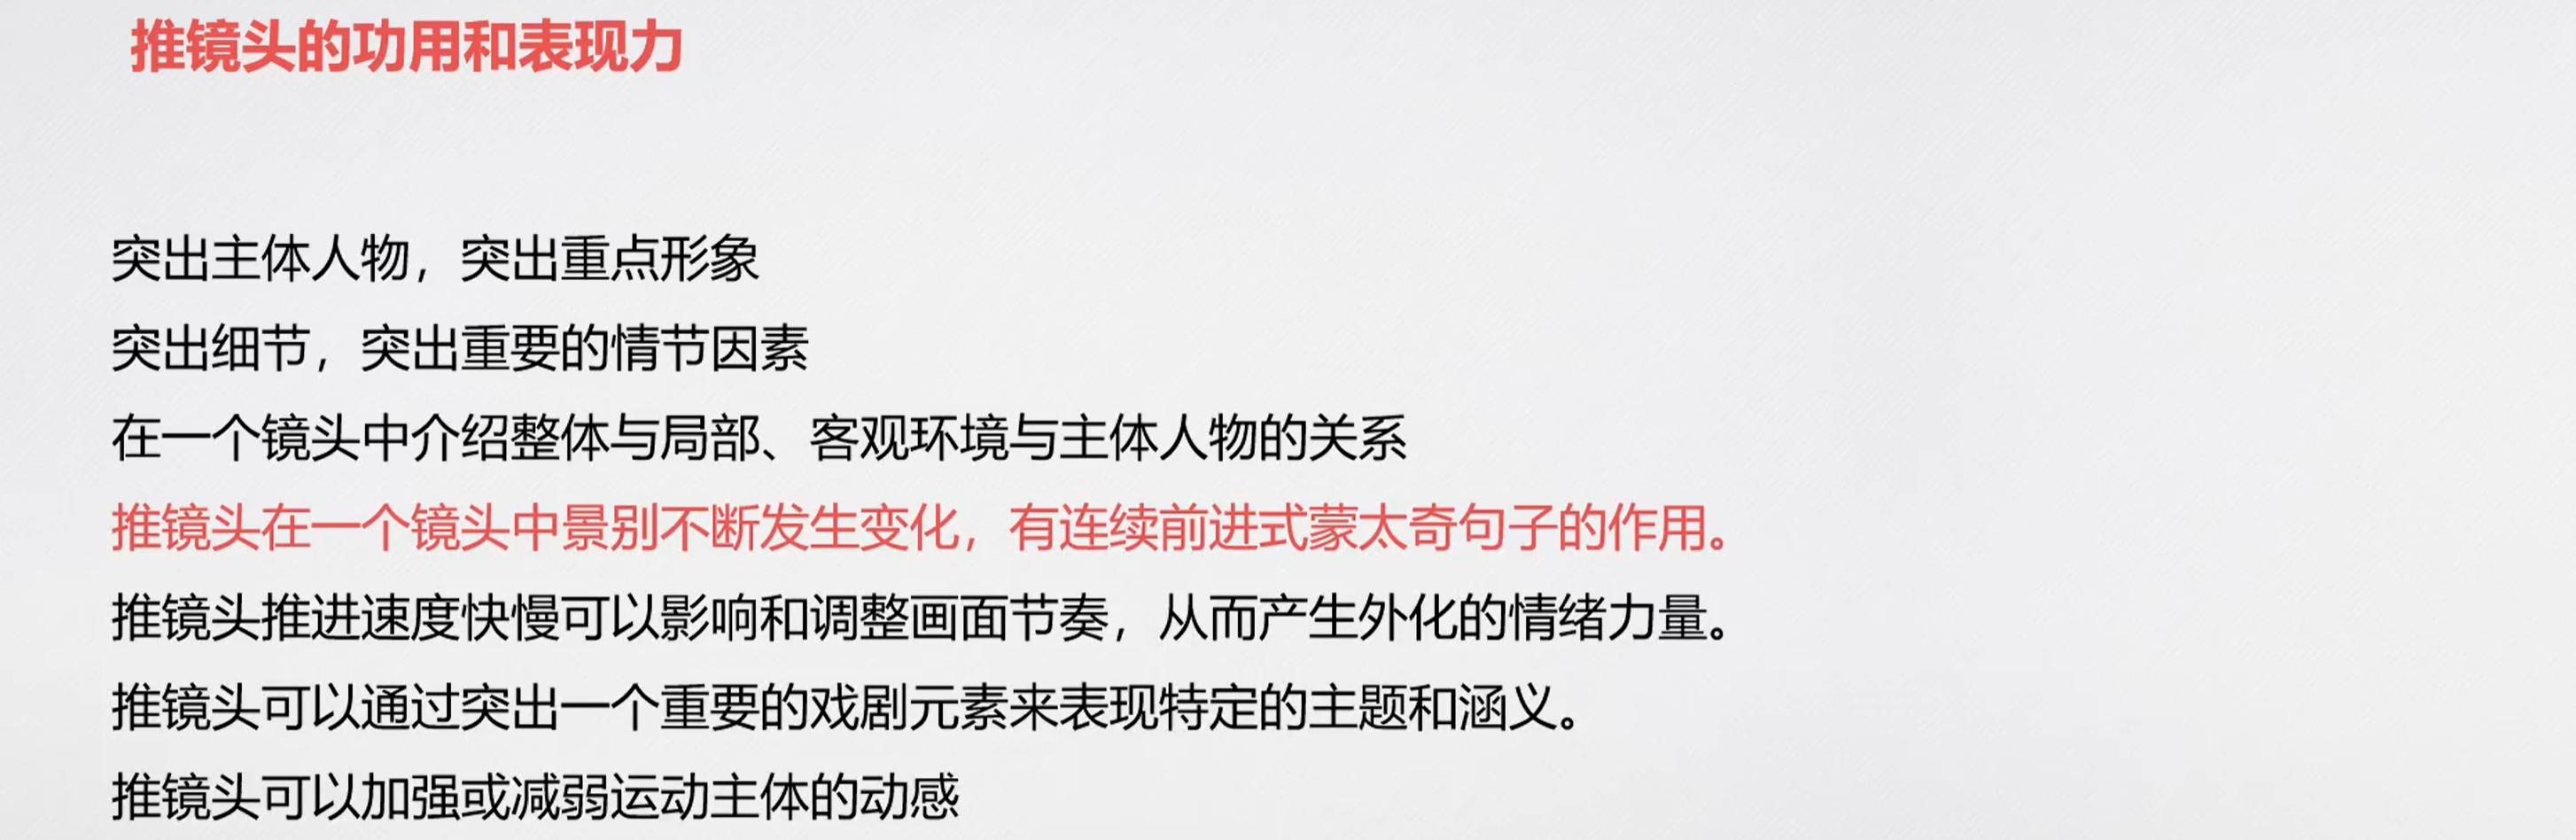 推镜头的功用和表现力
突出主体人物，突出重点形象
突出细节，突出重要的情节因素
在一个镜头中介绍整体与局部、客观环境与主体人物的关系
推镜头在一个镜头中景别不断发生变化，有连续前进式蒙太奇句子的作用。
推镜头推进速度快慢可以影响和调整画面节奏，从而产生外化的情绪力量。
推镜头可以通过突出一个重要的戏剧元素来表现特定的主题和涵义。
推镜头可以加强或减弱运动主体的动感